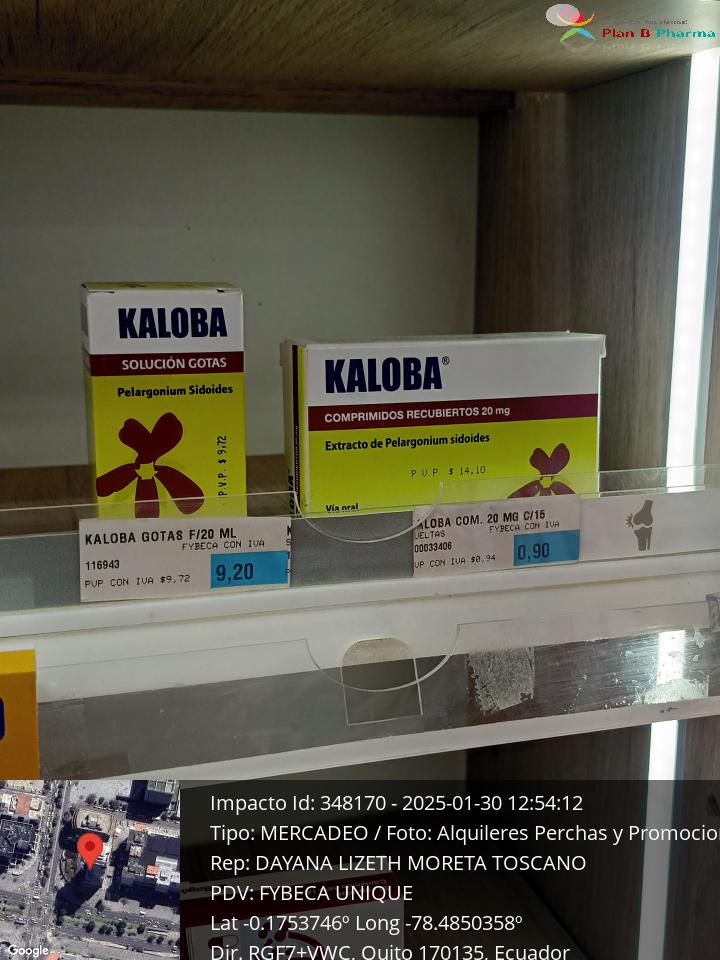 Plan B Pharma
KALOBA
SOLUCIÓN GOTAS
Pelargonium Sidoides
P.V.P. $ 9,72
KALOBA®
COMPRIMIDOS RECUBIERTOS 20 mg
Extracto de Pelargonium sidoides
P.V.P. $ 14,10
Vía oral
KALOBA GOTAS F/20 ML
FYBECA CON IVA
116943
PVP CON IVA $9,72
9,20
ALOBA COM. 20 MG C/15
UELTAS FYBECA CON IVA
00033406
VP CON IVA $0,94
0,90
Impacto Id: 348170 - 2025-01-30 12:54:12
Tipo: MERCADEO / Foto: Alquileres Perchas y Promocio
Rep: DAYANA LIZETH MORETA TOSCANO
PDV: FYBECA UNIQUE
Lat -0.1753746º Long -78.4850358º
Dir. RGF7+VWC, Quito 170135, Ecuador
Google